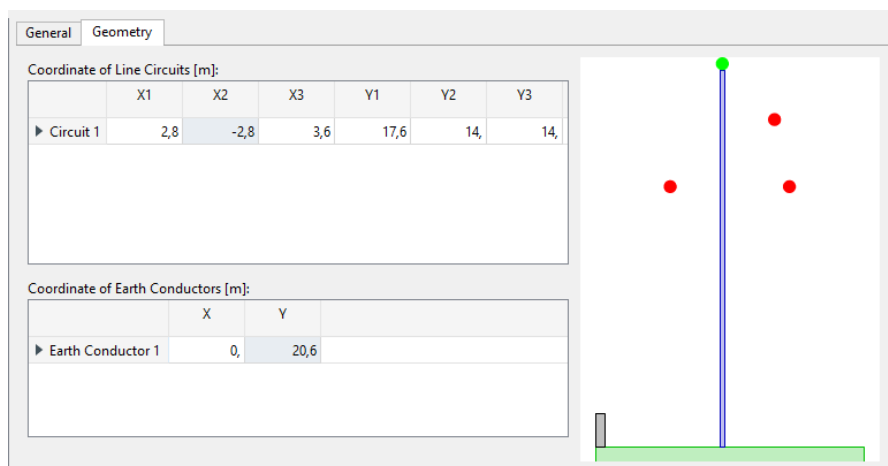 General Geometry
Coordinate of Line Circuits [m]:
X1 X2 X3 Y1 Y2 Y3
Circuit 1 2,8 -2,8 3,6 17,6 14, 14,
Coordinate of Earth Conductors [m]:
X Y
Earth Conductor 1 0, 20,6